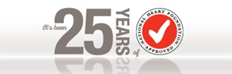 It's been
25
YEARS
of
NATIONAL HEART FOUNDATION
APPROVED